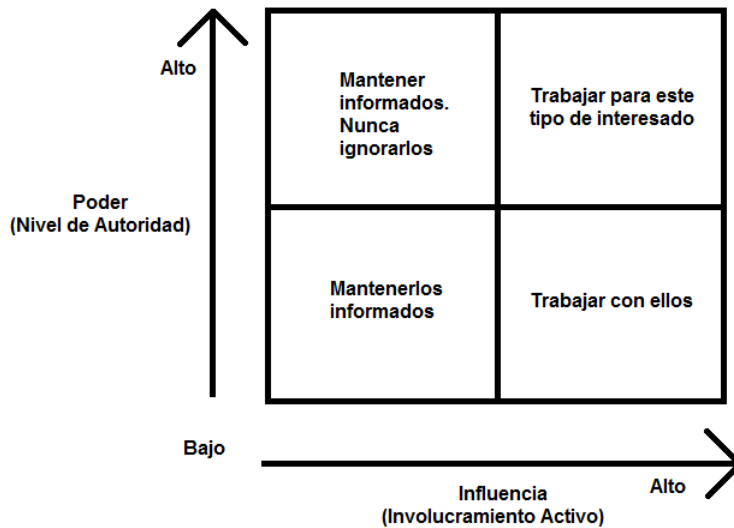 Alto
Mantener
informados.
Nunca
ignorarlos
Trabajar para este
tipo de interesado
Poder
(Nivel de Autoridad)
Mantenerlos
informados
Trabajar con ellos
Bajo
Alto
Influencia
(Involucramiento Activo)